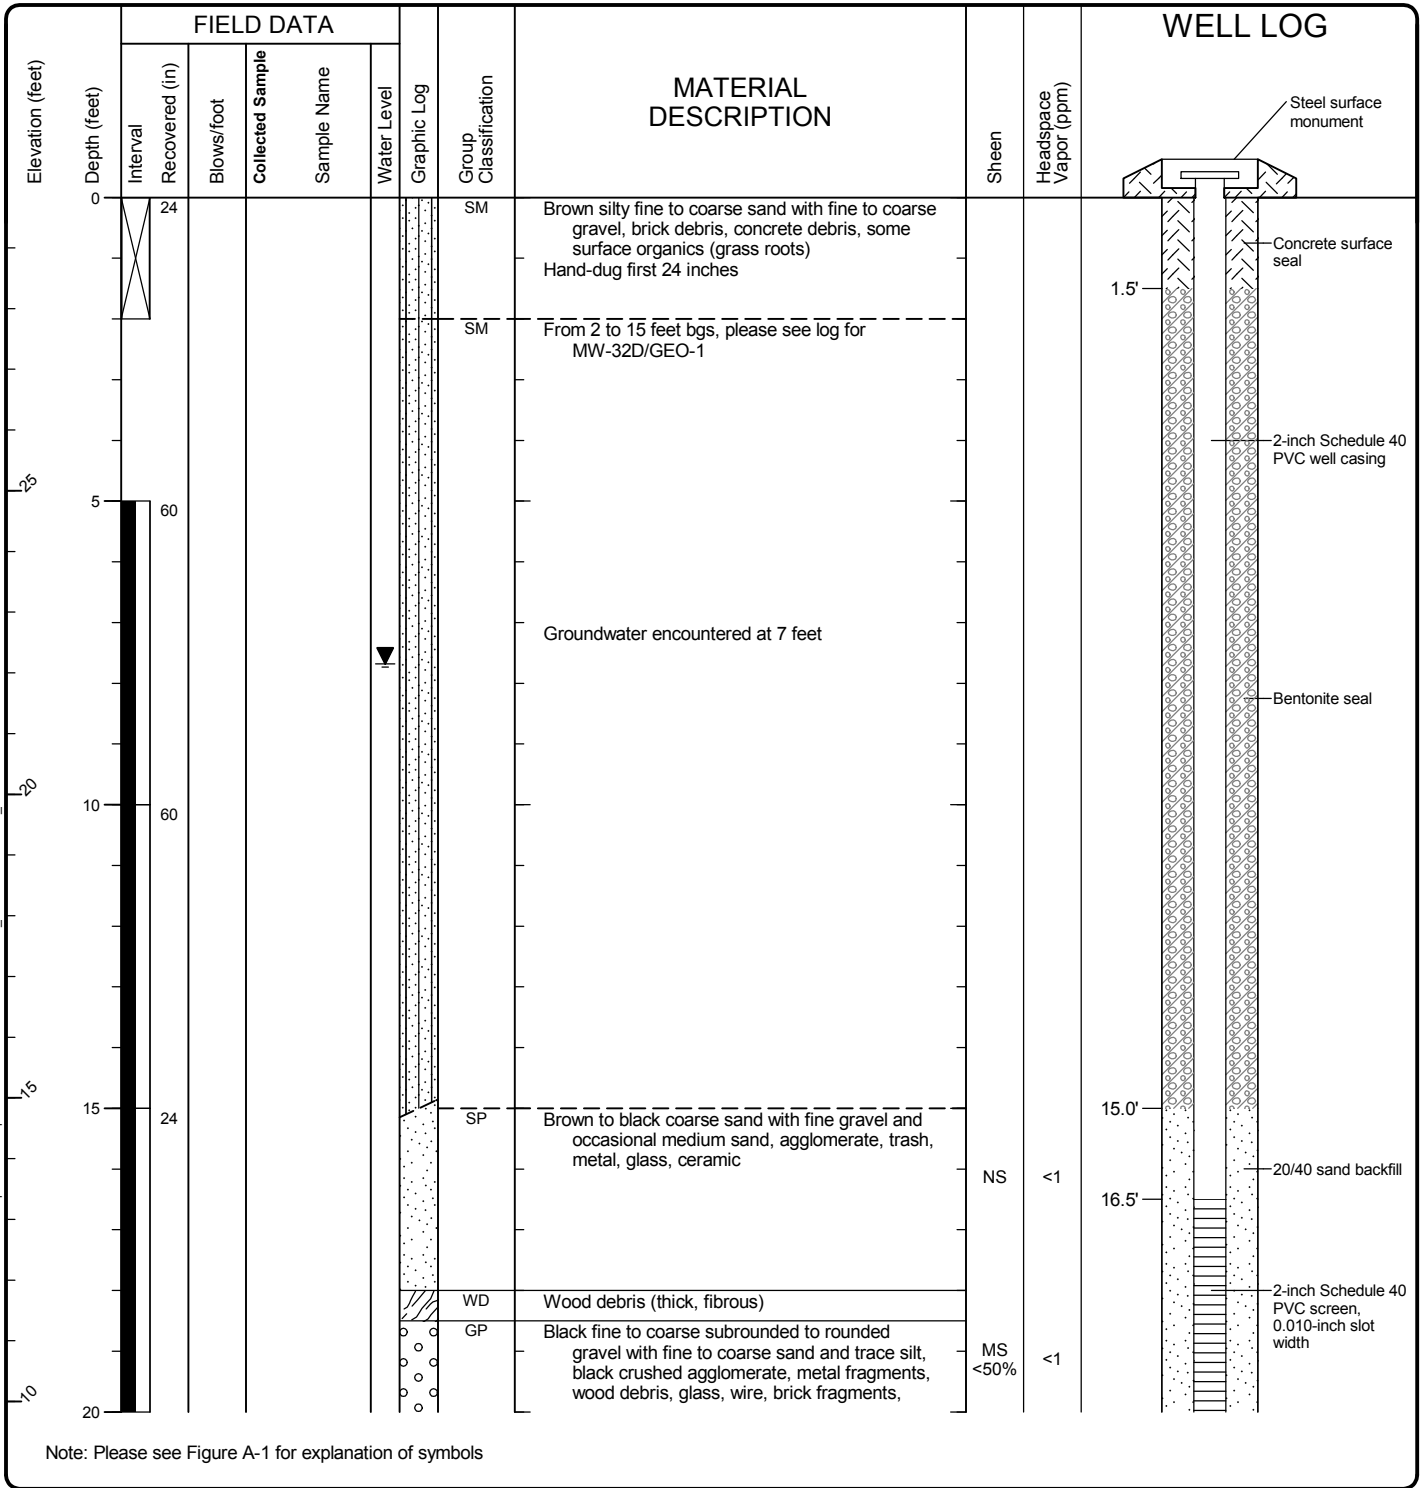 FIELD DATA
WELL LOG
Elevation (feet)
Depth (feet)
Interval
Recovered (in)
Blows/foot
Collected Sample
Sample Name
Water Level
Graphic Log
Group
Classification
MATERIAL
DESCRIPTION
Sheen
Headspace
Vapor (ppm)
Steel surface
monument
0
24
SM
Brown silty fine to coarse sand with fine to coarse
gravel, brick debris, concrete debris, some
surface organics (grass roots)
Hand-dug first 24 inches
Concrete surface
seal
1.5'
SM
From 2 to 15 feet bgs, please see log for
MW-32D/GEO-1
2-inch Schedule 40
PVC well casing
25
5
60
Groundwater encountered at 7 feet
Bentonite seal
20
10
60
15
15
24
SP
Brown to black coarse sand with fine gravel and
occasional medium sand, agglomerate, trash,
metal, glass, ceramic
NS
<1
15.0'
20/40 sand backfill
16.5'
WD
Wood debris (thick, fibrous)
2-inch Schedule 40
PVC screen,
0.010-inch slot
width
GP
Black fine to coarse subrounded to rounded
gravel with fine to coarse sand and trace silt,
black crushed agglomerate, metal fragments,
wood debris, glass, wire, brick fragments,
MS
<50%
<1
10
20
Note: Please see Figure A-1 for explanation of symbols